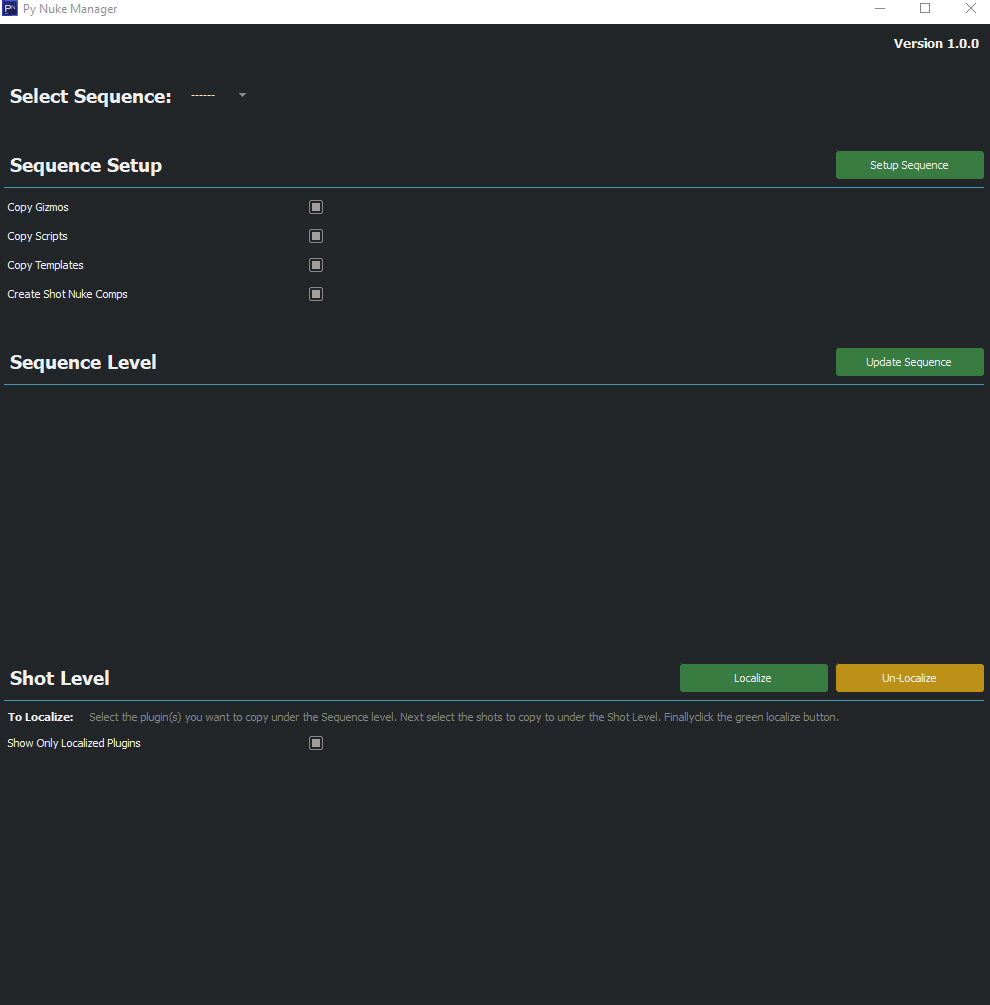 PN Py Nuke Manager
Version 1.0.0
Select Sequence: ------
Sequence Setup Setup Sequence
Copy Gizmos
Copy Scripts
Copy Templates
Create Shot Nuke Comps
Sequence Level Update Sequence
Shot Level Localize Un-Localize
To Localize: Select the plugin(s) you want to copy under the Sequence level. Next select the shots to copy to under the Shot Level. Finallyclick the green localize button.
Show Only Localized Plugins